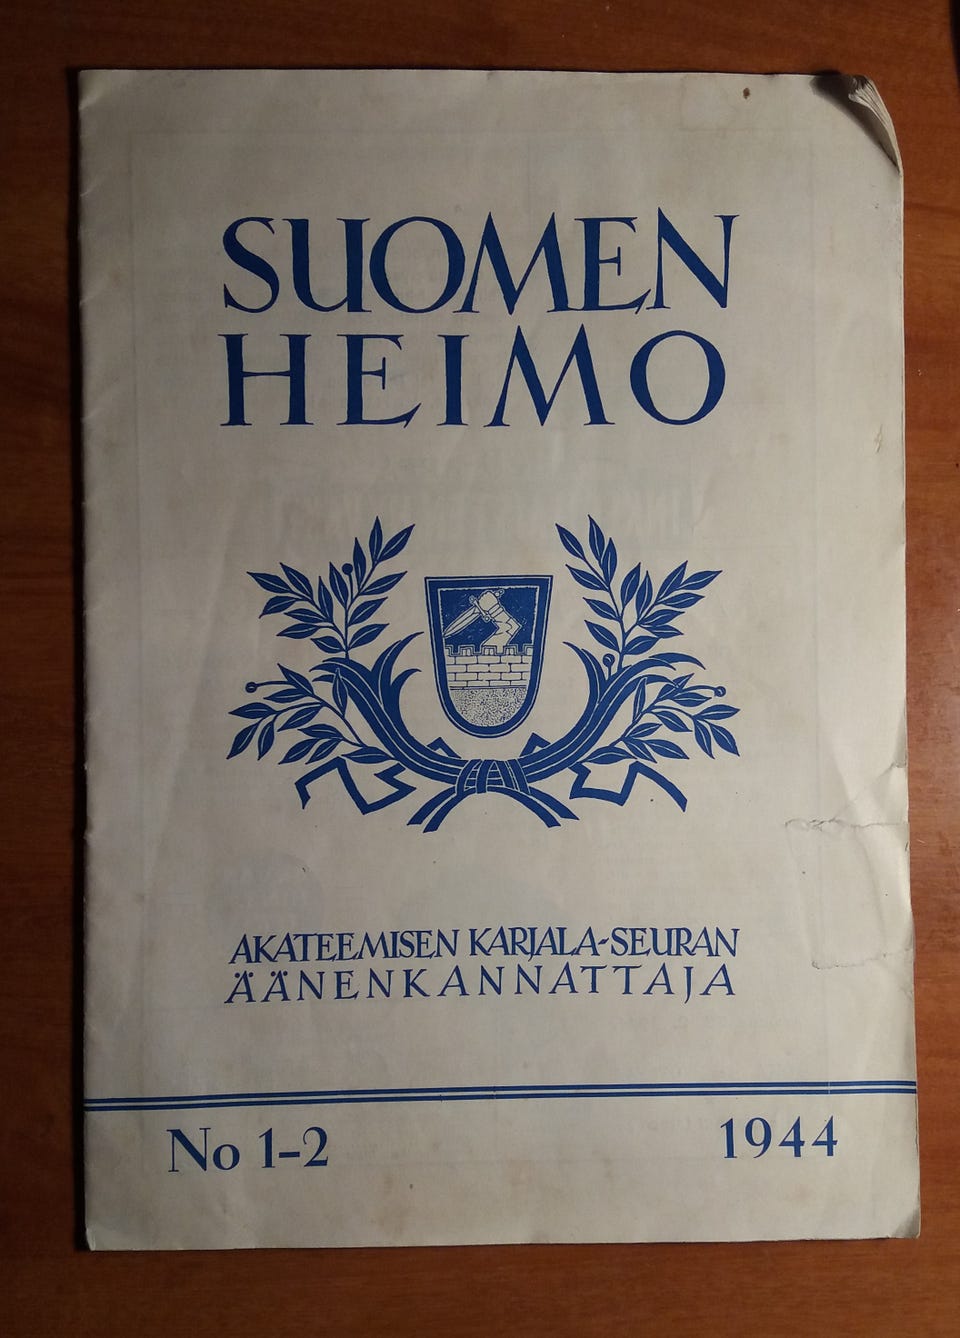 SUOMEN
HEIMO
AKATEEMISEN KARJALA-SEURAN
ÄÄNENKANNATTAJA
No 1-2 1944